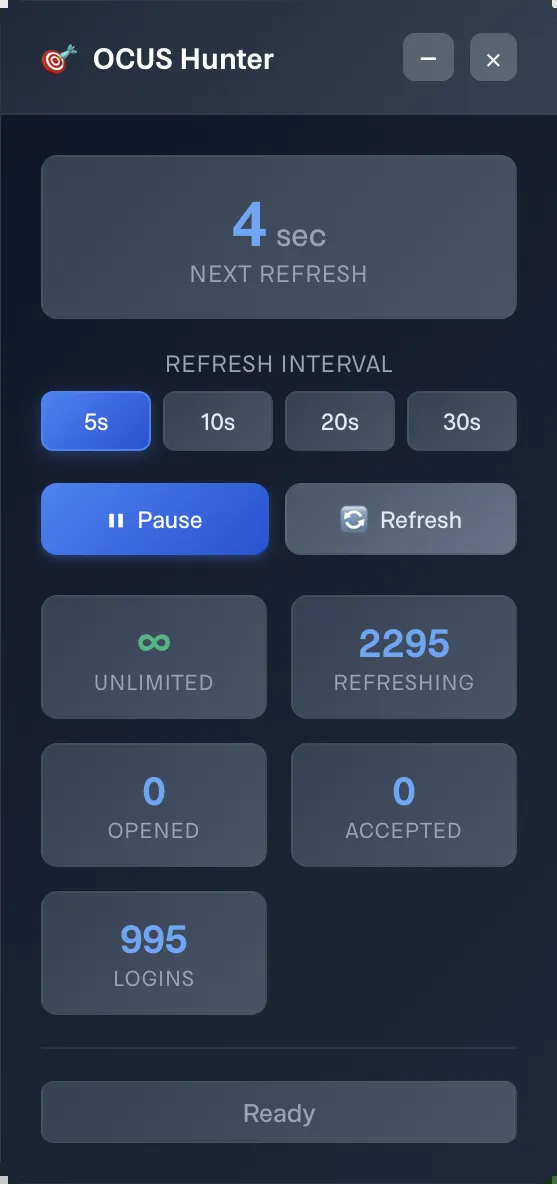 OCUS Hunter
4 sec
NEXT REFRESH
REFRESH INTERVAL
5s 10s 20s 30s
Pause Refresh
∞ 2295
UNLIMITED REFRESHING
0 0
OPENED ACCEPTED
995
LOGINS
Ready